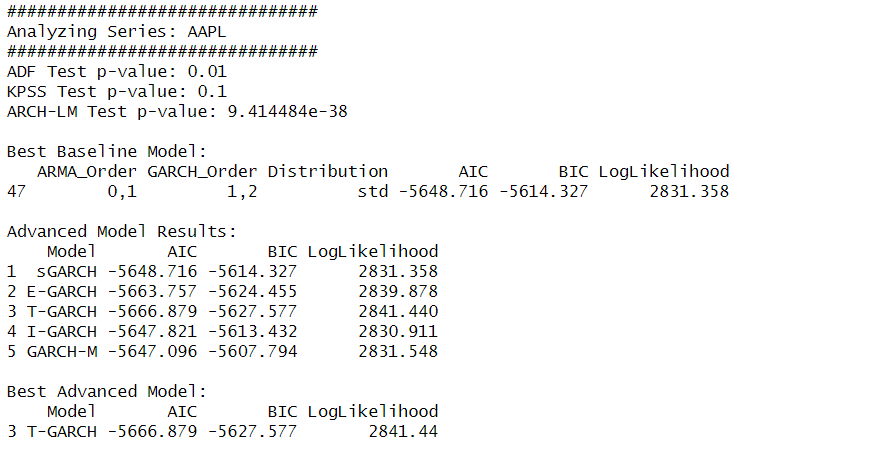 ###############################
Analyzing Series: AAPL
###############################
ADF Test p-value: 0.01
KPSS Test p-value: 0.1
ARCH-LM Test p-value: 9.414484e-38

Best Baseline Model:
   ARMA_Order GARCH_Order Distribution       AIC       BIC LogLikelihood
47        0,1         1,2          std -5648.716 -5614.327      2831.358

Advanced Model Results:
    Model       AIC       BIC LogLikelihood
1  sGARCH -5648.716 -5614.327      2831.358
2 E-GARCH -5663.757 -5624.455      2839.878
3 T-GARCH -5666.879 -5627.577      2841.440
4 I-GARCH -5647.821 -5613.432      2830.911
5 GARCH-M -5647.096 -5607.794      2831.548

Best Advanced Model:
    Model       AIC       BIC LogLikelihood
3 T-GARCH -5666.879 -5627.577       2841.44